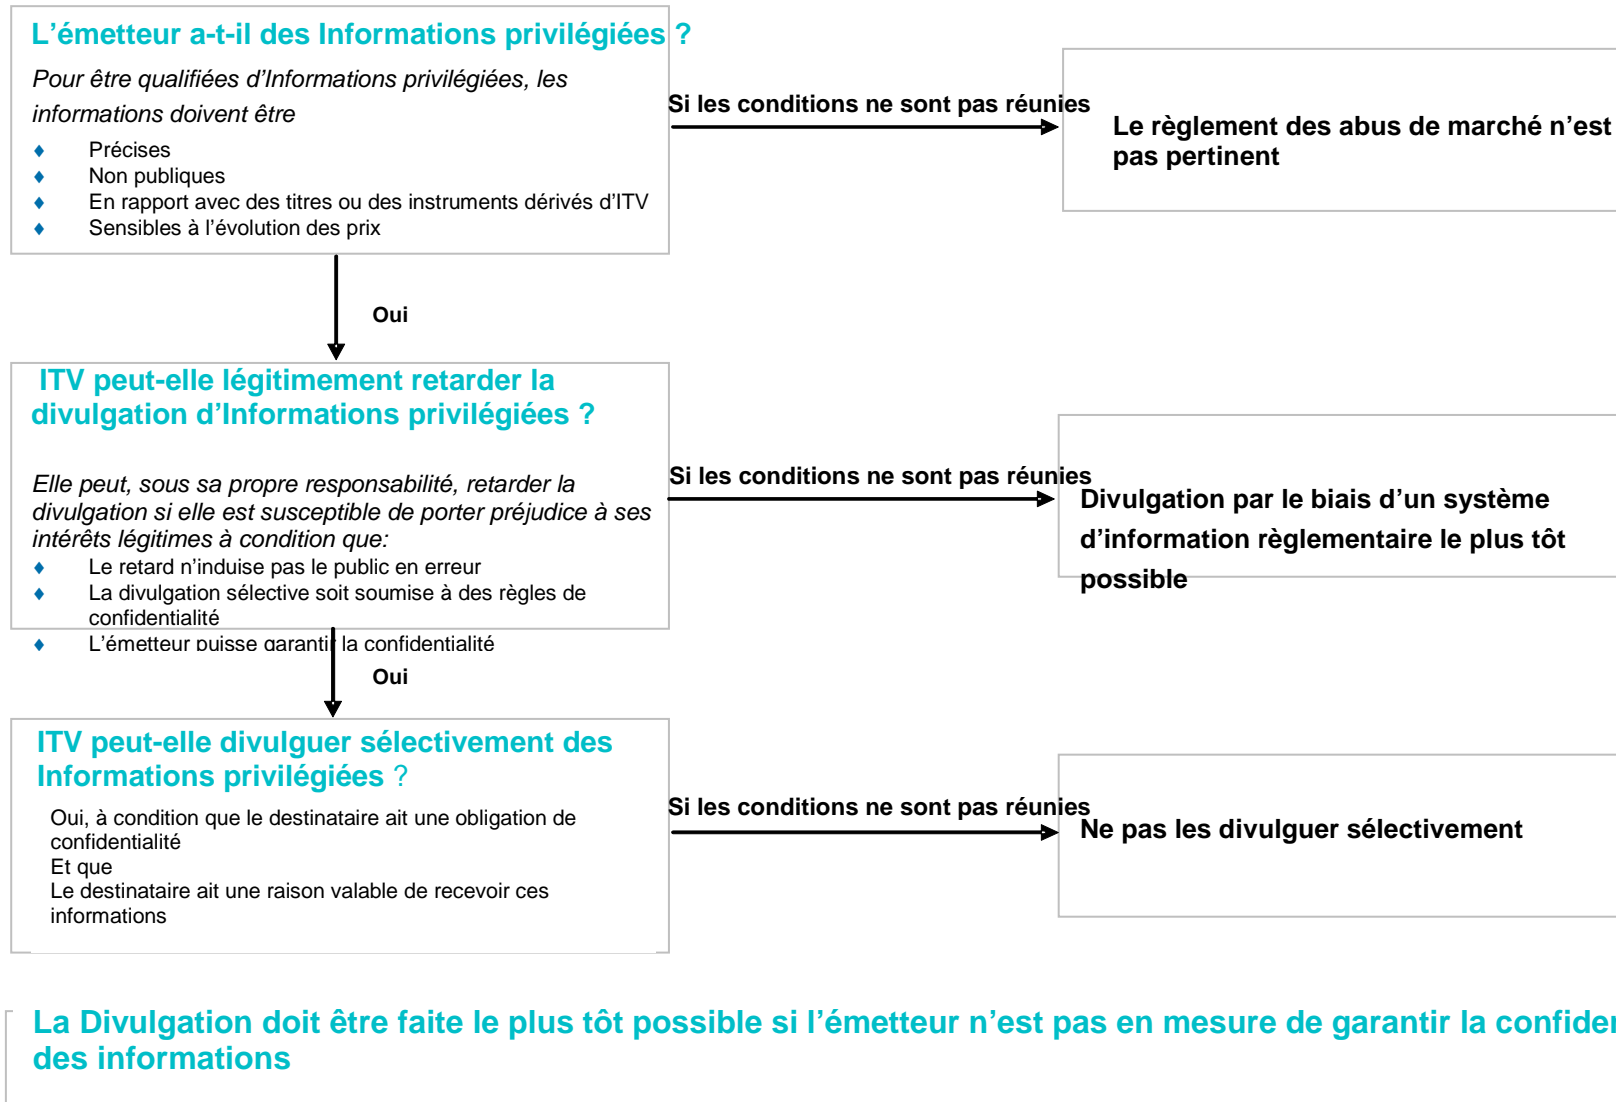 L'émetteur a-t-il des Informations privilégiées ?
Pour être qualifiées d'Informations privilégiées, les
informations doivent être
♦ Précises
♦ Non publiques
♦ En rapport avec des titres ou des instruments dérivés d'ITV
♦ Sensibles à l'évolution des prix
Si les conditions ne sont pas réunies
Le règlement des abus de marché n'est
pas pertinent
Oui
ITV peut-elle légitimement retarder la
divulgation d'Informations privilégiées ?
Elle peut, sous sa propre responsabilité, retarder la
divulgation si elle est susceptible de porter préjudice à ses
intérêts légitimes à condition que:
♦ Le retard n'induise pas le public en erreur
♦ La divulgation sélective soit soumise à des règles de
confidentialité
♦ L'émetteur puisse garantir la confidentialité
Si les conditions ne sont pas réunies
Divulgation par le biais d'un système
d'information règlementaire le plus tôt
possible
Oui
ITV peut-elle divulguer sélectivement des
Informations privilégiées ?
Oui, à condition que le destinataire ait une obligation de
confidentialité
Et que
Le destinataire ait une raison valable de recevoir ces
informations
Si les conditions ne sont pas réunies
Ne pas les divulguer sélectivement
La Divulgation doit être faite le plus tôt possible si l'émetteur n'est pas en mesure de garantir la
des informations